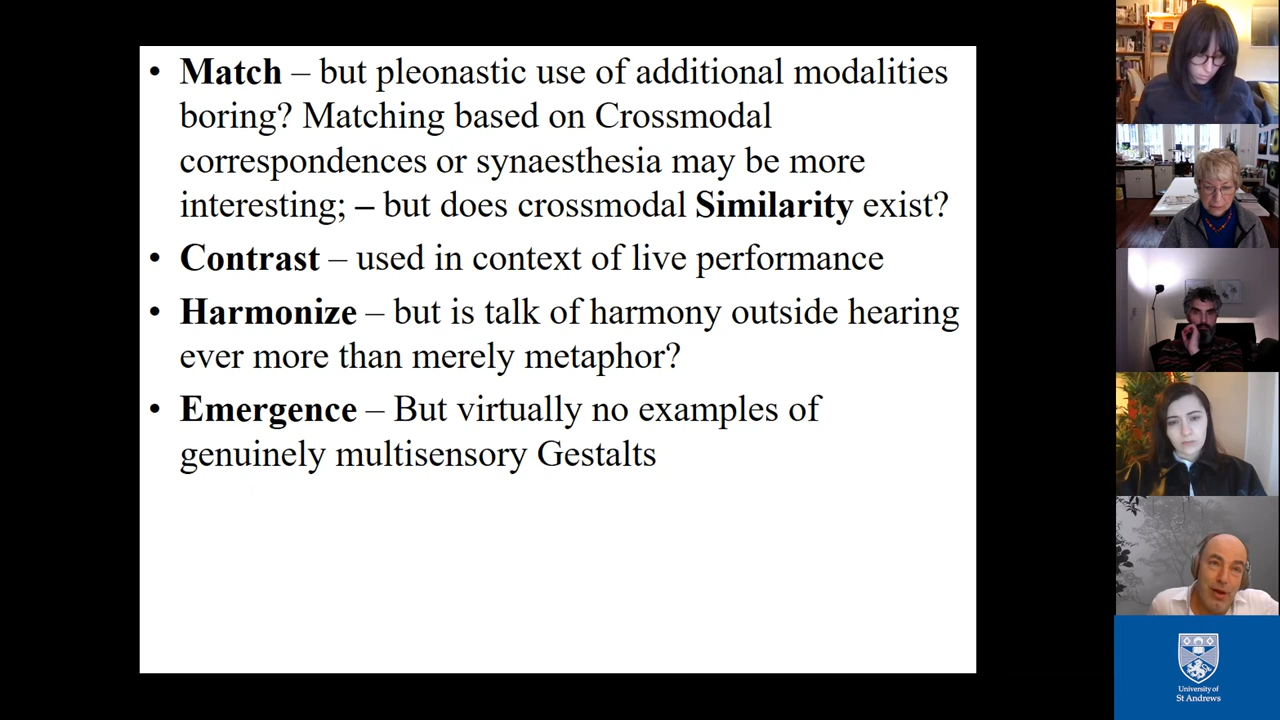 • Match – but pleonastic use of additional modalities
boring? Matching based on Crossmodal
correspondences or synaesthesia may be more
interesting; – but does crossmodal Similarity exist?
• Contrast – used in context of live performance
• Harmonize – but is talk of harmony outside hearing
ever more than merely metaphor?
• Emergence – But virtually no examples of
genuinely multisensory Gestalts
University of
St Andrews